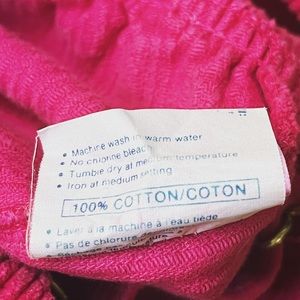 • Machine wash in warm water
• No chlorine bleach
• Tumble dry at medium temperature
• Iron at medium setting
100% COTTON/COTON
• Laver à la machine à l'eau tiède
• Pas de chlorure